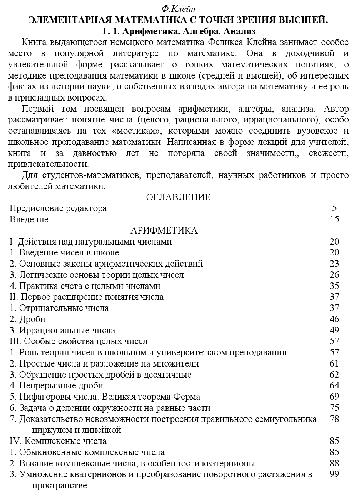 Ф.Клейн
ЭЛЕМЕНТАРНАЯ МАТЕМАТИКА С ТОЧКИ ЗРЕНИЯ ВЫСШЕЙ.
Т. 1. Арифметика. Алгебра. Анализ
Книга выдающегося немецкого математика Феликса Клейна занимает особое
место в популярной литературе по математике. Она в доходчивой и
увлекательной форме рассказывает о тонких математических понятиях, о
методике преподавания математики в школе (средней и высшей), об интересных
фактах из истории науки, о собственных взглядах автора на математику и ее роль
в прикладных вопросах.
Первый том посвящен вопросам арифметики, алгебры, анализа. Автор
рассматривает понятие числа (целого, рационального, иррационального), особо
останавливаясь на тех «мостиках», которыми можно соединить вузовское и
школьное преподавание математики. Написанная в форме лекций для учителей,
книга и за давностью лет не потеряла своей значимости, свежести,
привлекательности.
Для студентов-математиков, преподавателей, научных работников и просто
любителей математики.
ОГЛАВЛЕНИЕ
Предисловие редактора 5
Введение 15
АРИФМЕТИКА
I. Действия над натуральными числами 20
1. Введение чисел в школе 20
2. Основные законы арифметических действий 23
3. Логические основы теории целых чисел 26
4. Практика счета с целыми числами 35
II. Первое расширение понятия числа 37
1. Отрицательные числа 37
2. Дроби 46
3. Иррациональные числа 49
III. Особые свойства целых чисел 57
1. Роль теории чисел в школьном и университетском преподавании 57
2. Простые числа и разложение на множители 61
3. Обращение простых дробей в десятичные 62
4. Непрерывные дроби 64
5. Пифагоровы числа. Великая теорема Ферма 69
6. Задача о делении окружности на равные части 75
7. Доказательство невозможности построения правильного семиугольника 78
циркулем и линейкой
IV. Комплексные числа 85
1. Обыкновенные комплексные числа 85
2. Высшие комплексные числа, в особенности кватернионы 88
3. Умножение кватернионов и преобразование поворотного растяжения в 99
пространстве